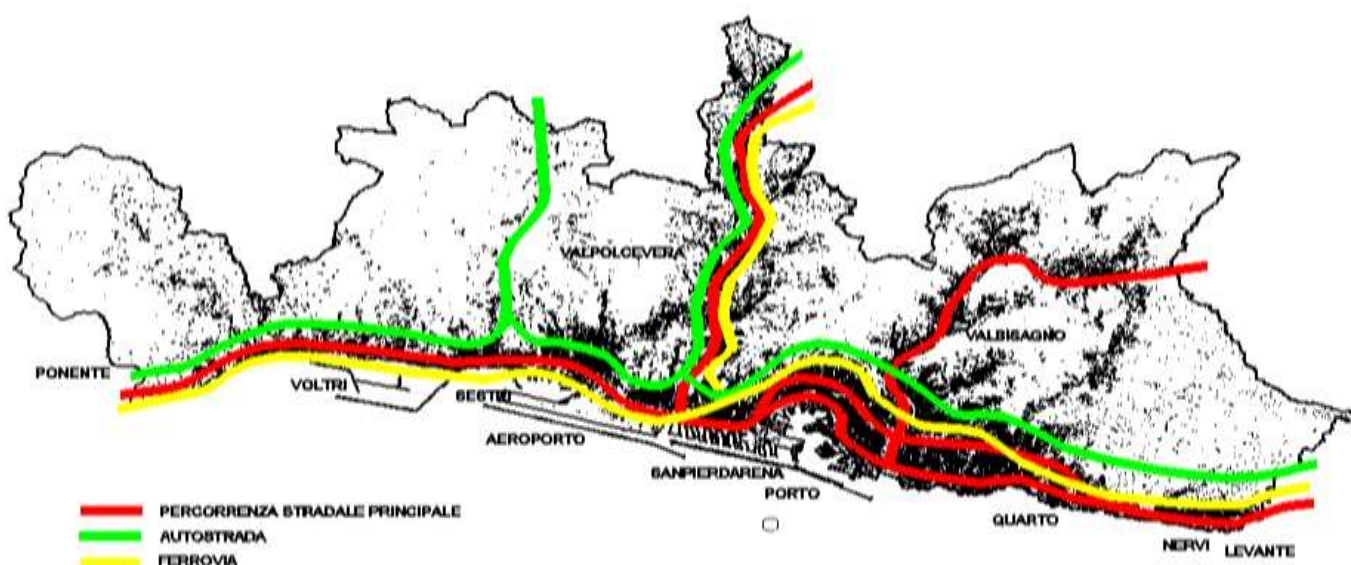 VALPOLCEVERA
VALBISAGNO
PONENTE
VOLTRI
SESTRI
AEROPORTO
SANPIERDARENA
PORTO
QUARTO
NERVI
LEVANTE
PERCORRENZA STRADALE PRINCIPALE
AUTOSTRADA
FERROVIA